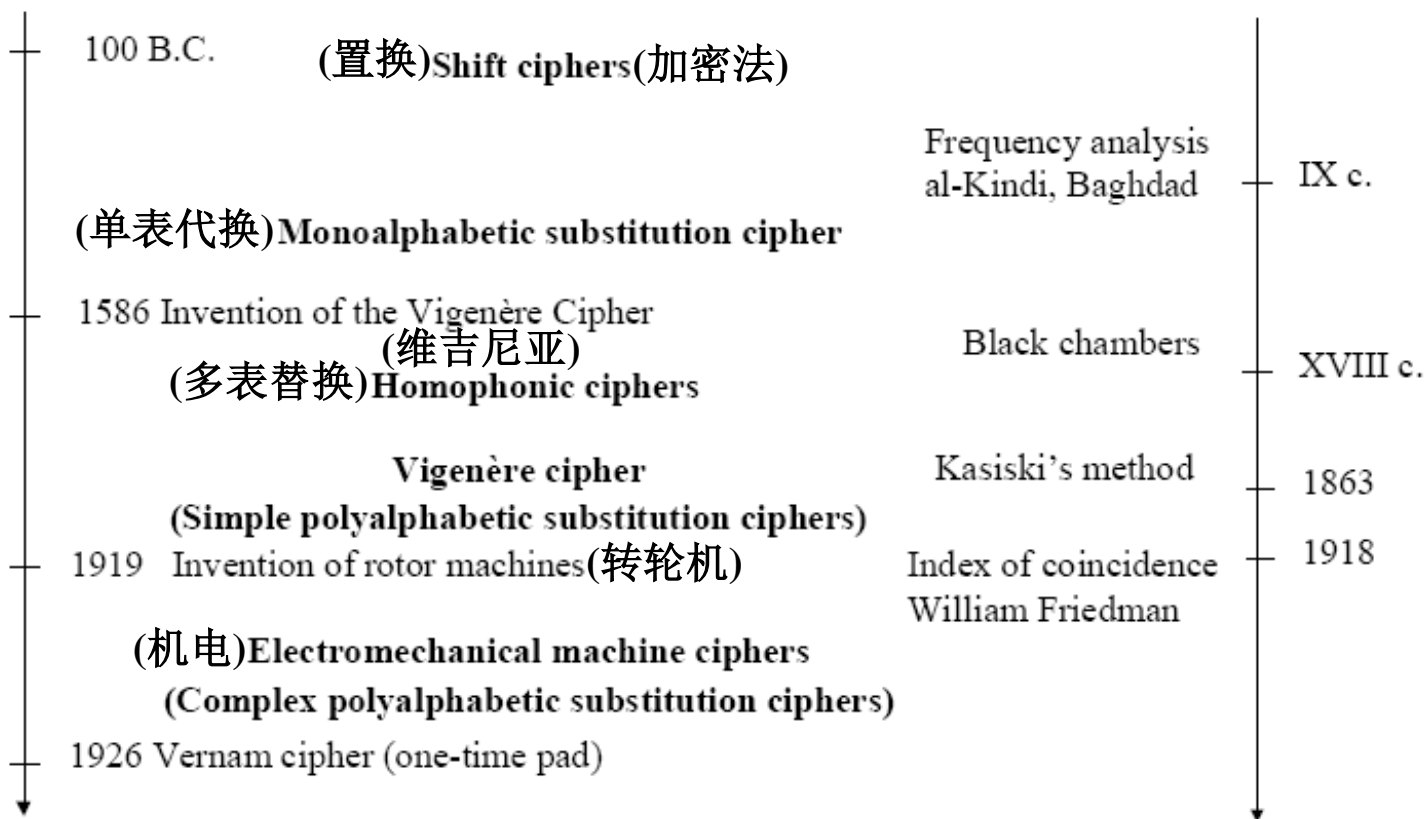 100 B.C.
(置换)Shift ciphers(加密法)
Frequency analysis
al-Kindi, Baghdad
IX c.
(单表代换)Monoalphabetic substitution cipher
1586 Invention of the Vigenère Cipher
(维吉尼亚)
Black chambers
XVIII c.
(多表替换)Homophonic ciphers
Vigenère cipher
(Simple polyalphabetic substitution ciphers)
Kasiski’s method
1863
1919 Invention of rotor machines(转轮机)
Index of coincidence
William Friedman
1918
(机电)Electromechanical machine ciphers
(Complex polyalphabetic substitution ciphers)
1926 Vernam cipher (one-time pad)